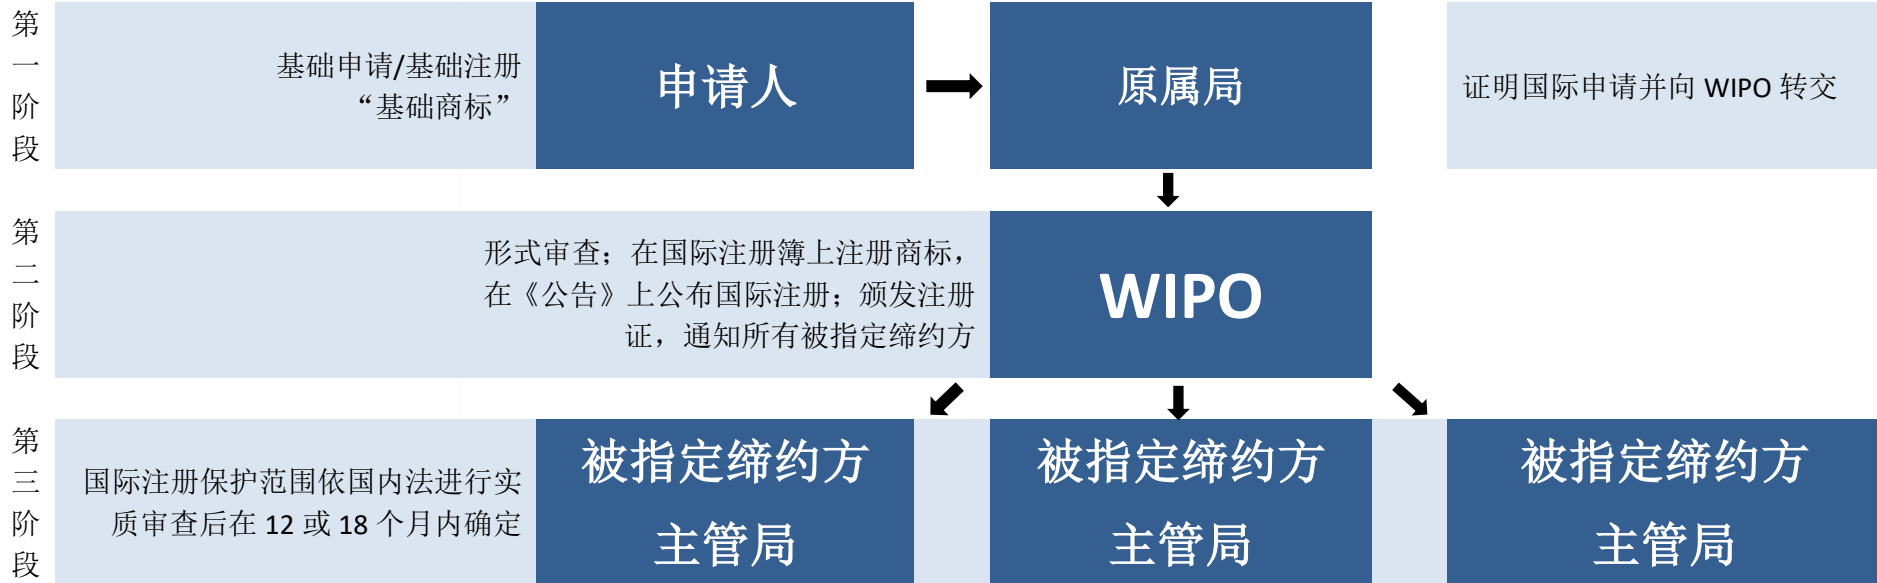 第一阶段
基础申请/基础注册
“基础商标”
申请人
原属局
证明国际申请并向 WIPO 转交
第二阶段
形式审查；在国际注册簿上注册商标，
在《公告》上公布国际注册；颁发注册
证，通知所有被指定缔约方
WIPO
第三阶段
国际注册保护范围依国内法进行实
质审查后在 12 或 18 个月内确定
被指定缔约方
主管局
被指定缔约方
主管局
被指定缔约方
主管局